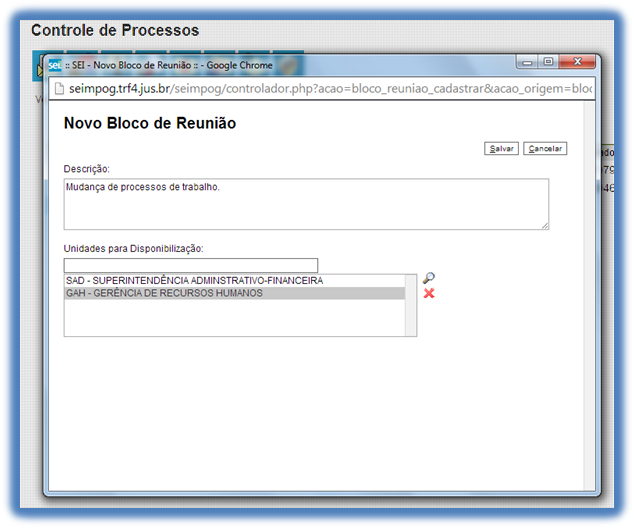 Controle de Processos
sei :: SEI - Novo Bloco de Reunião :: - Google Chrome
seimpog.trf4.jus.br/seimpog/controlador.php?acao=bloco_reuniao_cadastrar&acao_origem=bloc
Novo Bloco de Reunião
Salvar Cancelar
Descrição:
Mudança de processos de trabalho.
Unidades para Disponibilização:
SAD - SUPERINTENDÊNCIA ADMINSTRATIVO-FINANCEIRA
GAH - GERÊNCIA DE RECURSOS HUMANOS